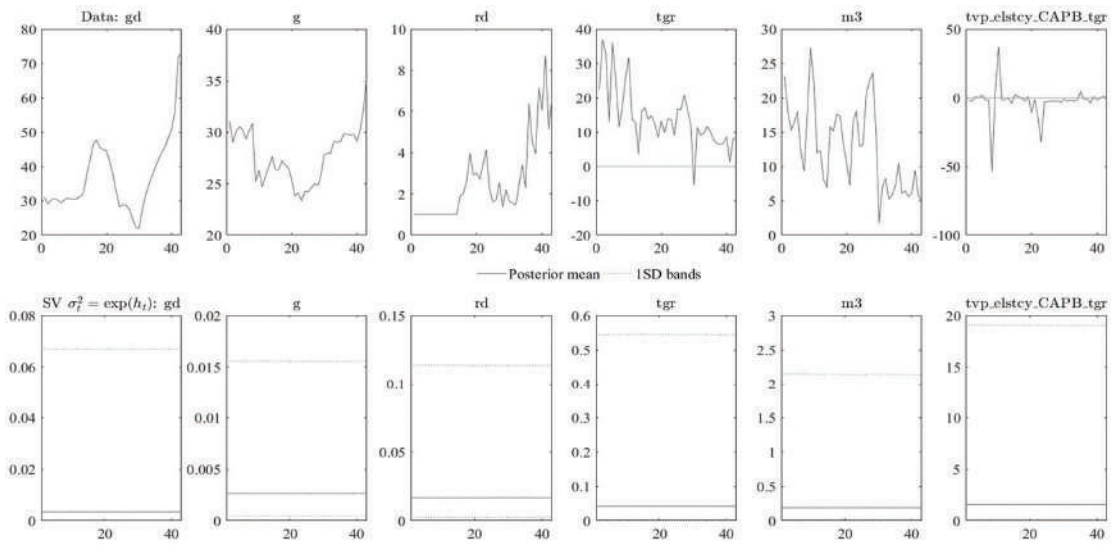 Data: gd g rd tgr m3 tvp_elstcy_CAPB_tgr
80 35 10 40 30 50
70 30
8 25
60 30 20 0
6 20
50 10 15
4
40 25 0 10 -50
30 2 -10 5
20 20 0 -20 0 -100
0 20 40 0 20 40 0 20 40 0 20 40 0 20 40 0 20 40
Posterior mean 1SD bands
SV σ_t^2 = exp(h_t): gd g rd tgr m3 tvp_elstcy_CAPB_tgr
0.08 0.02 0.15 0.6 3 20
0.5 2.5
0.06 0.015 15
0.1 0.4 2
0.04 0.01 0.3 1.5 10
0.05 0.2 1
0.02 0.005 5
0.1 0.5
0 0 0 0 0 0
0 20 40 0 20 40 0 20 40 0 20 40 0 20 40 0 20 40